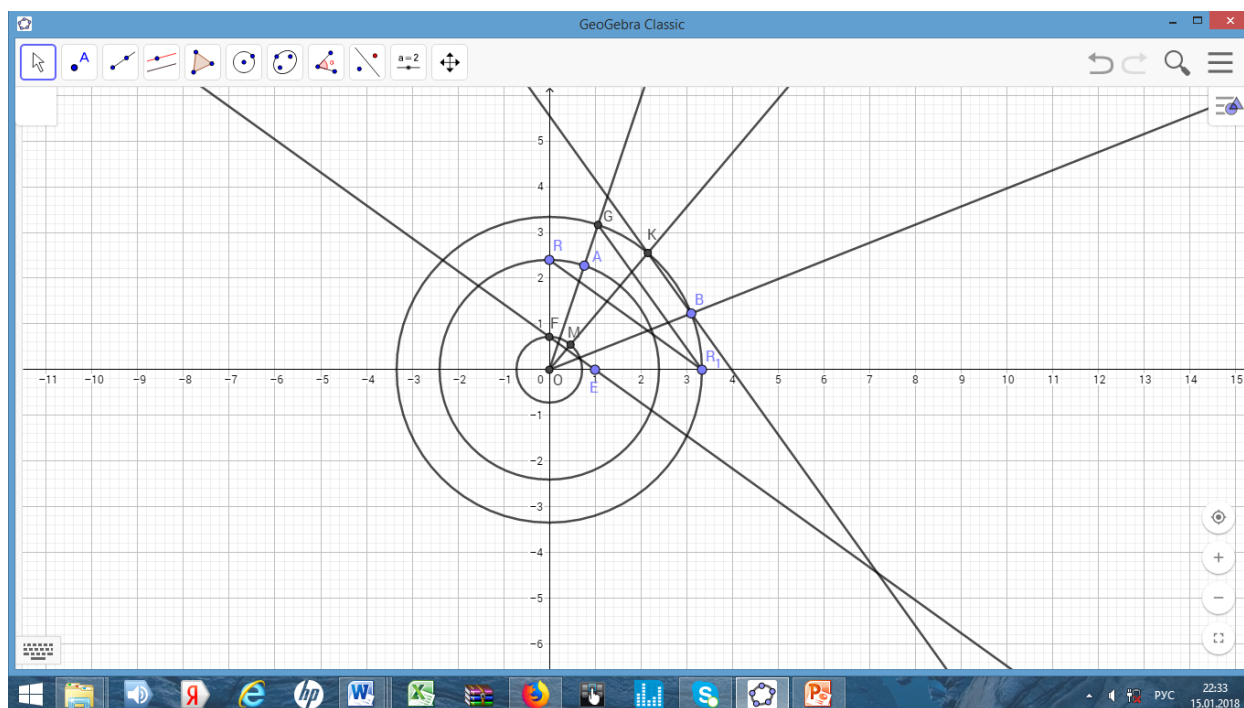 GeoGebra Classic
A
a = 2
5
4
G
3
K
R
A
2
B
F
M
1
R1
−11 −10 −9 −8 −7 −6 −5 −4 −3 −2 −1 0 O 1 2 3 4 5 6 7 8 9 10 11 12 13 14 15
E
−1
−2
−3
−4
−5
−6
Я
e
hp
W
X
S
P
РУС
22:33
15.01.2018